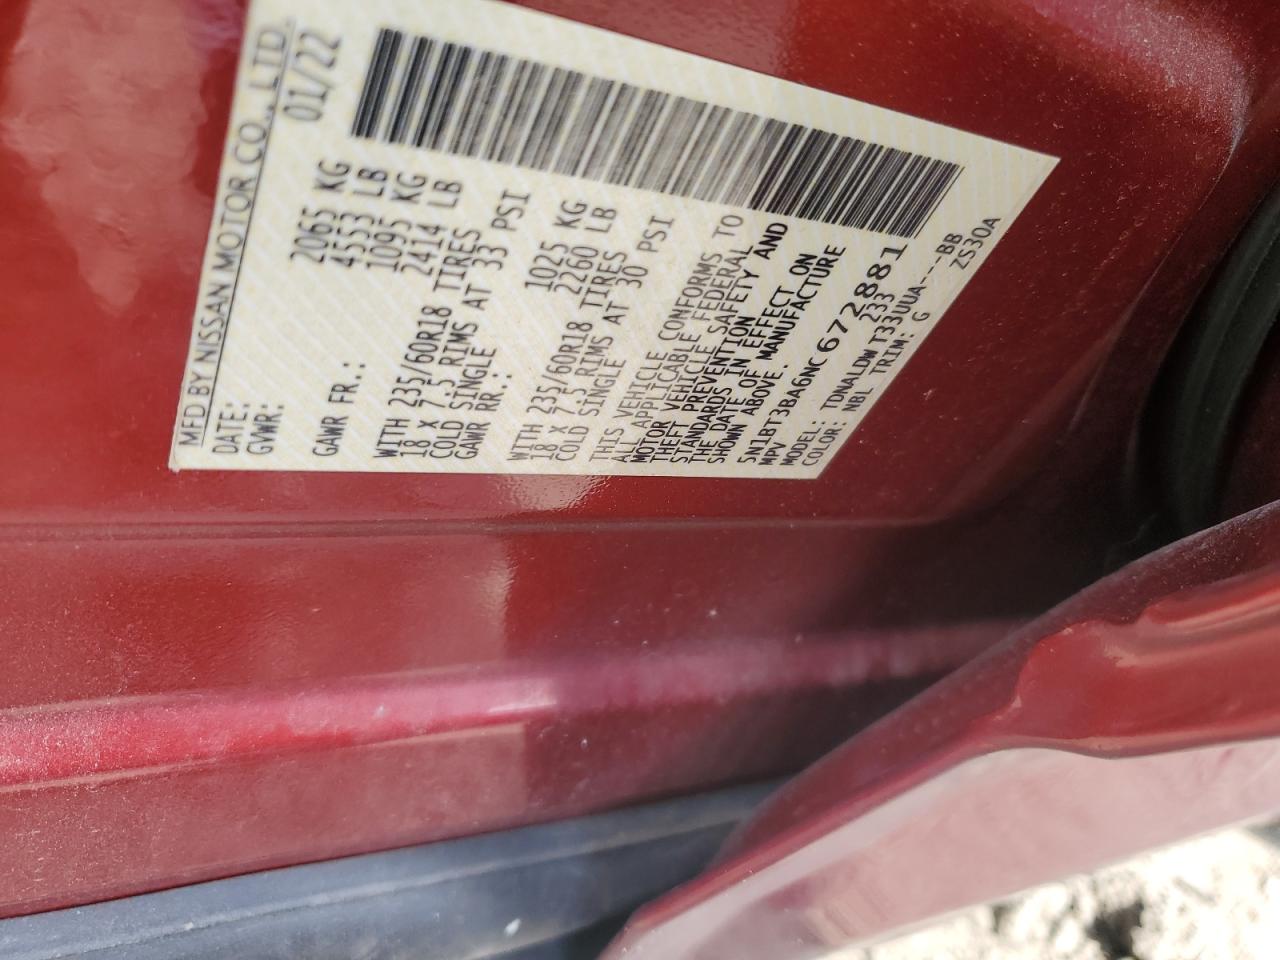 MFD BY NISSAN MOTOR CO., LTD.
DATE: 01/22
GVWR: 2065 KG
4553 LB
GAWR FR.: 1095 KG
2414 LB
WITH 235/60R18 TIRES
18 X 7.5 RIMS AT 33 PSI
COLD SINGLE
GAWR RR.: 1025 KG
2260 LB
WITH 235/60R18 TIRES
18 X 7.5 RIMS AT 30 PSI
COLD SINGLE
THIS VEHICLE CONFORMS TO
ALL APPLICABLE FEDERAL
MOTOR VEHICLE SAFETY AND
THEFT PREVENTION
STANDARDS IN EFFECT ON
THE DATE OF MANUFACTURE
SHOWN ABOVE.
5N1BT3BA6NC672881
MPV 233
MODEL: TDNALDW T33UUA---BB
COLOR: NBL TRIM: G ZS30A